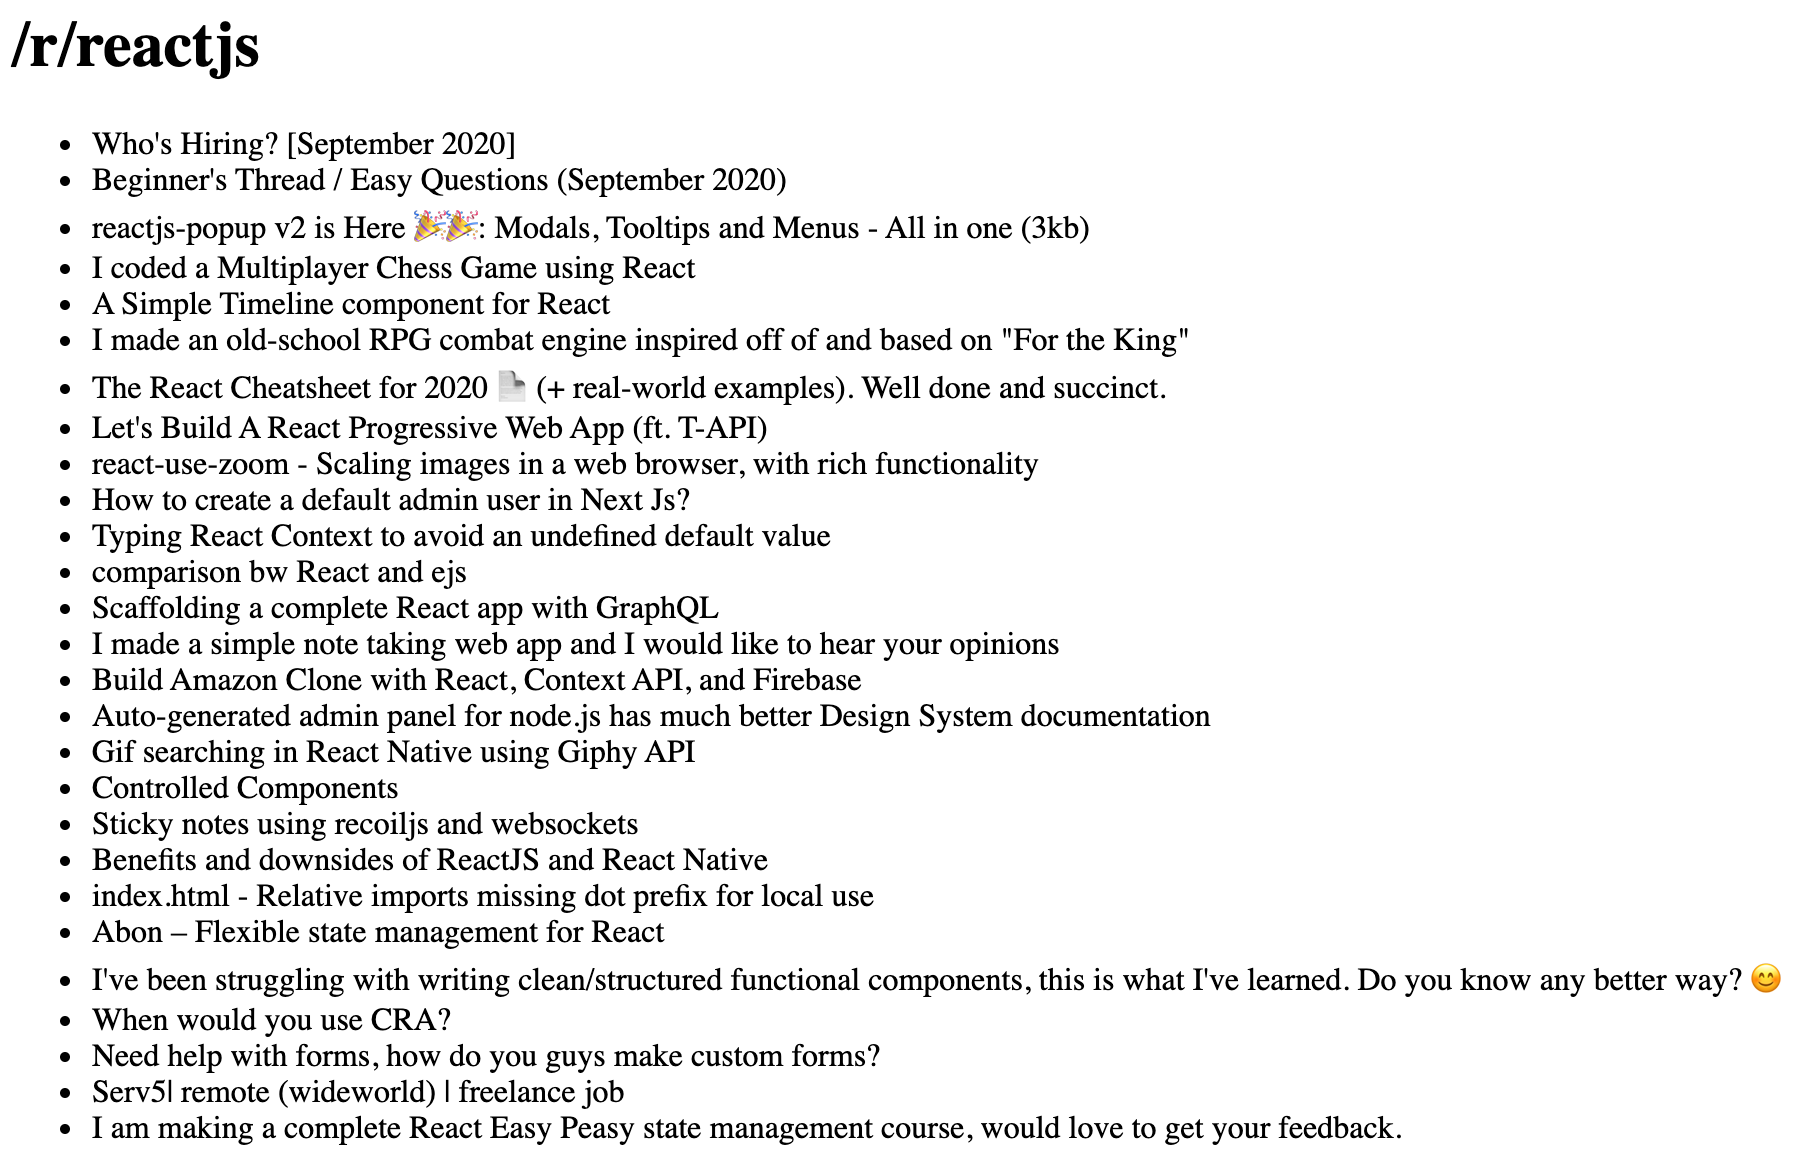 /r/reactjs
• Who's Hiring? [September 2020]
• Beginner's Thread / Easy Questions (September 2020)
• reactjs-popup v2 is Here 🎉🎉: Modals, Tooltips and Menus - All in one (3kb)
• I coded a Multiplayer Chess Game using React
• A Simple Timeline component for React
• I made an old-school RPG combat engine inspired off of and based on "For the King"
• The React Cheatsheet for 2020 📄 (+ real-world examples). Well done and succinct.
• Let's Build A React Progressive Web App (ft. T-API)
• react-use-zoom - Scaling images in a web browser, with rich functionality
• How to create a default admin user in Next Js?
• Typing React Context to avoid an undefined default value
• comparison bw React and ejs
• Scaffolding a complete React app with GraphQL
• I made a simple note taking web app and I would like to hear your opinions
• Build Amazon Clone with React, Context API, and Firebase
• Auto-generated admin panel for node.js has much better Design System documentation
• Gif searching in React Native using Giphy API
• Controlled Components
• Sticky notes using recoiljs and websockets
• Benefits and downsides of ReactJS and React Native
• index.html - Relative imports missing dot prefix for local use
• Abon – Flexible state management for React
• I've been struggling with writing clean/structured functional components, this is what I've learned. Do you know any better way? 😊
• When would you use CRA?
• Need help with forms, how do you guys make custom forms?
• Serv5| remote (wideworld) | freelance job
• I am making a complete React Easy Peasy state management course, would love to get your feedback.